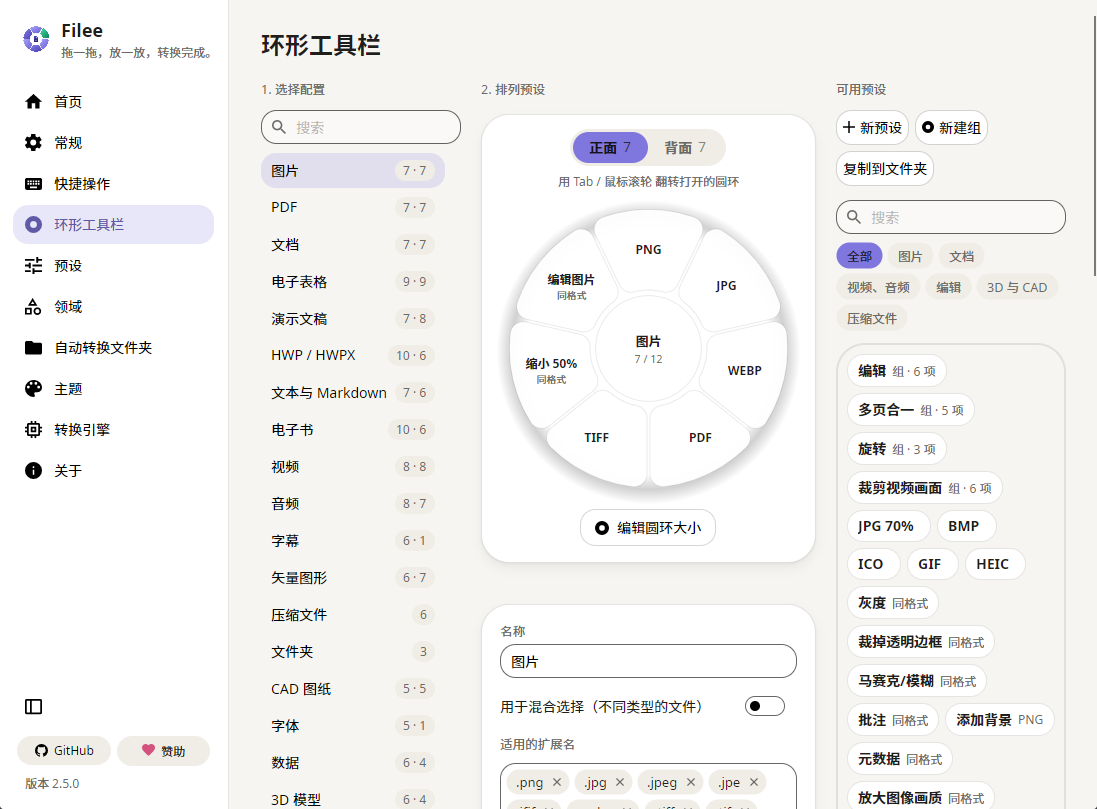 Filee
拖一拖，放一放，转换完成。
首页
常规
快捷操作
环形工具栏
预设
领域
自动转换文件夹
主题
转换引擎
关于
GitHub
赞助
版本 2.5.0
环形工具栏
1. 选择配置
搜索
图片 7 · 7
PDF 7 · 7
文档 7 · 7
电子表格 9 · 9
演示文稿 7 · 8
HWP / HWPX 10 · 6
文本与 Markdown 7 · 6
电子书 10 · 6
视频 8 · 8
音频 8 · 7
字幕 6 · 1
矢量图形 6 · 7
压缩文件 6
文件夹 3
CAD 图纸 5 · 5
字体 5 · 1
数据 6 · 4
3D 模型 6 · 4
2. 排列预设
正面 7 背面 7
用 Tab / 鼠标滚轮 翻转打开的圆环
PNG
JPG
WEBP
PDF
TIFF
缩小 50%
同格式
编辑图片
同格式
图片
7 / 12
编辑圆环大小
名称
图片
用于混合选择（不同类型的文件）
适用的扩展名
.png .jpg .jpeg .jpe
可用预设
新预设 新建组
复制到文件夹
搜索
全部 图片 文档
视频、音频 编辑 3D 与 CAD
压缩文件
编辑 组 · 6 项
多页合一 组 · 5 项
旋转 组 · 3 项
裁剪视频画面 组 · 6 项
JPG 70% BMP
ICO GIF HEIC
灰度 同格式
裁掉透明边框 同格式
马赛克/模糊 同格式
批注 同格式 添加背景 PNG
元数据 同格式
放大图像画质 同格式